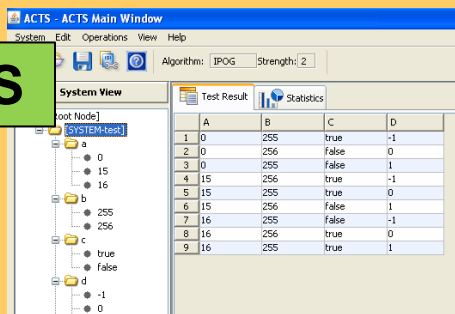 ACTS - ACTS Main Window
System Edit Operations View Help
Algorithm: IPOG Strength: 2
S
System View
Test Result Statistics
oot Node]
[SYSTEM-test]
a
0
15
16
b
255
256
c
true
false
d
-1
0
A B C D
1 0 255 true -1
2 0 256 false 0
3 0 255 false 1
4 15 256 true -1
5 15 255 true 0
6 15 256 false 1
7 16 255 false -1
8 16 256 true 0
9 16 255 true 1